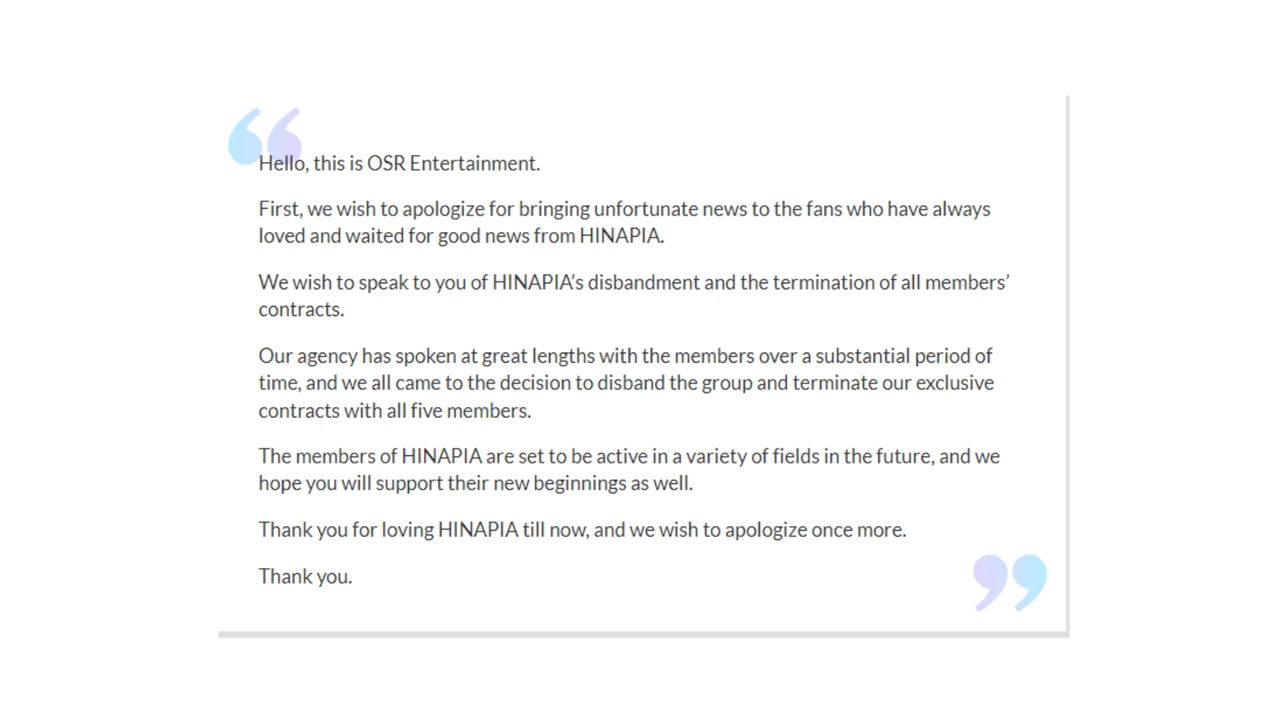 Hello, this is OSR Entertainment.
First, we wish to apologize for bringing unfortunate news to the fans who have always
loved and waited for good news from HINAPIA.
We wish to speak to you of HINAPIA’s disbandment and the termination of all members’
contracts.
Our agency has spoken at great lengths with the members over a substantial period of
time, and we all came to the decision to disband the group and terminate our exclusive
contracts with all five members.
The members of HINAPIA are set to be active in a variety of fields in the future, and we
hope you will support their new beginnings as well.
Thank you for loving HINAPIA till now, and we wish to apologize once more.
Thank you.